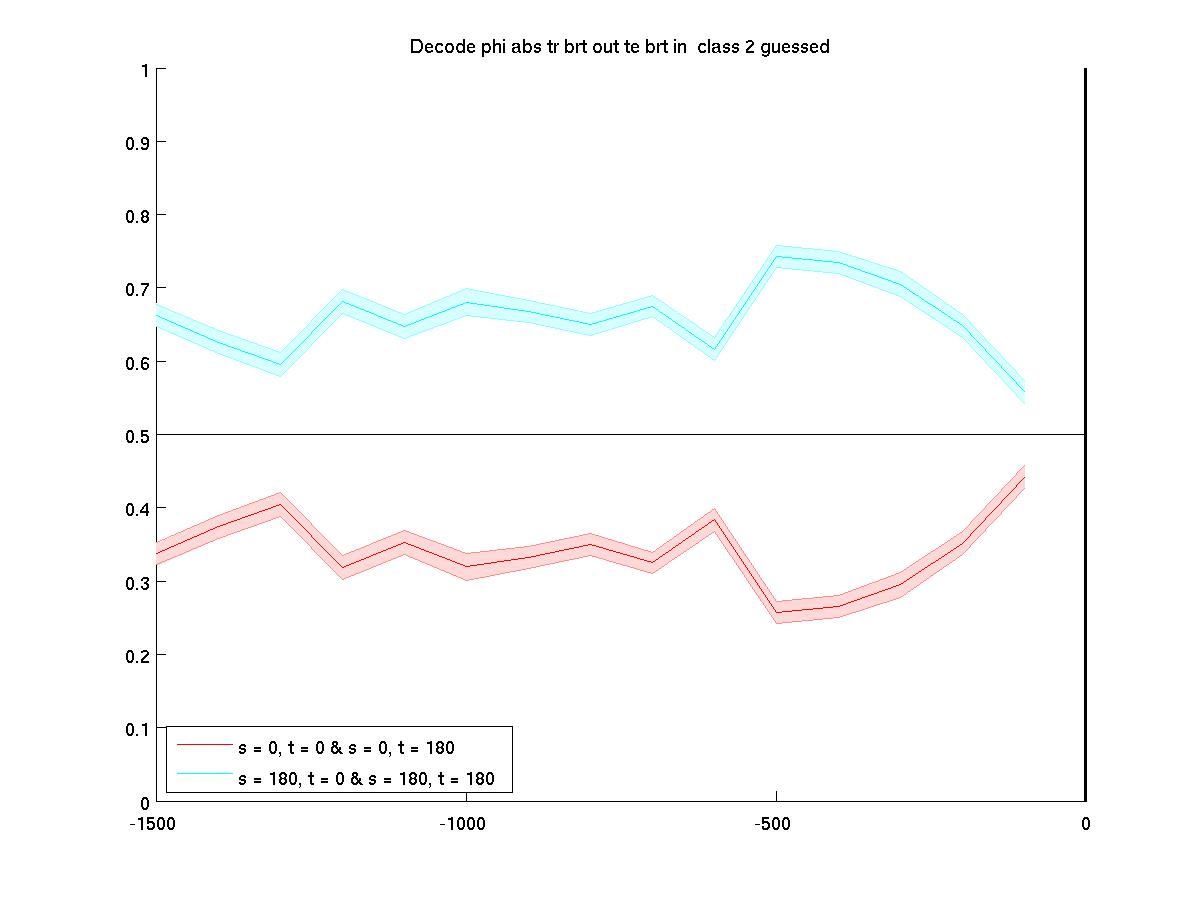 Decode phi abs tr brt out te brt in  class 2 guessed
1
0.9
0.8
0.7
0.6
0.5
0.4
0.3
0.2
0.1
0
s = 0, t = 0 & s = 0, t = 180
s = 180, t = 0 & s = 180, t = 180
-1500 -1000 -500 0